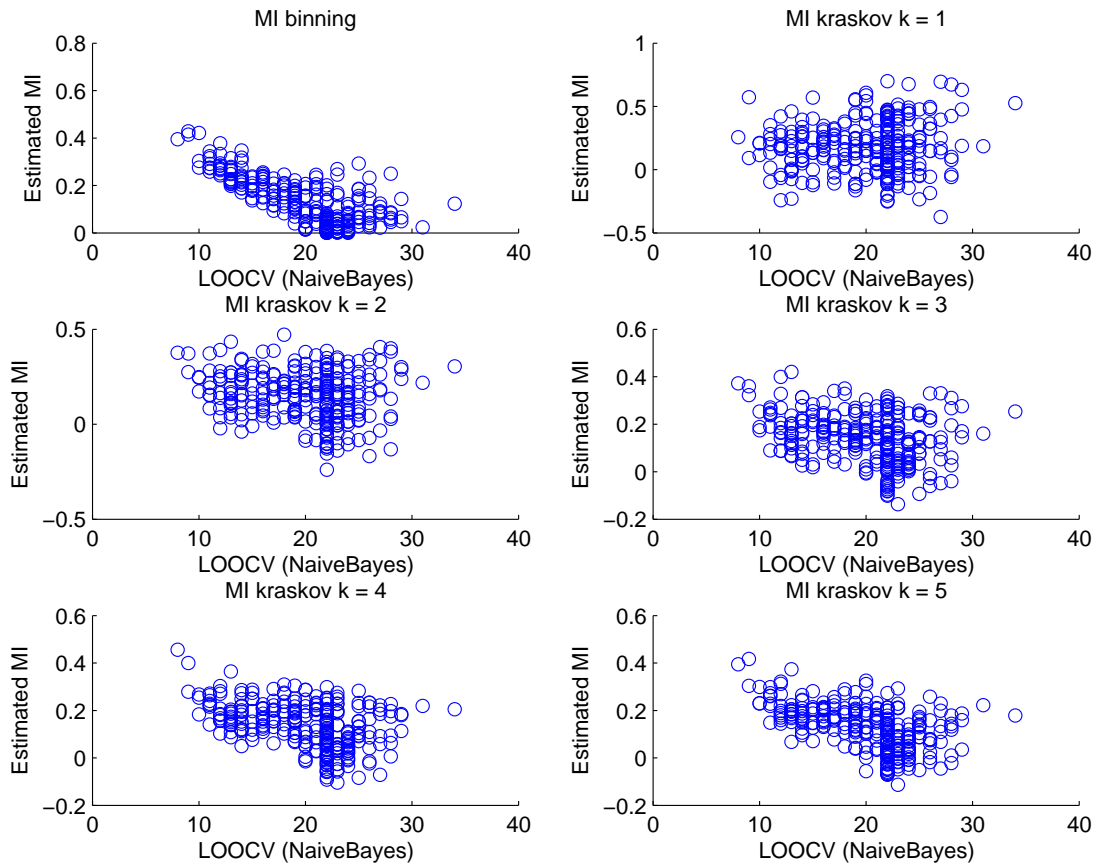 MI binning
Estimated MI
0.8
0.6
0.4
0.2
0
0 10 20 30 40
LOOCV (NaiveBayes)
MI kraskov k = 1
Estimated MI
1
0.5
0
−0.5
0 10 20 30 40
LOOCV (NaiveBayes)
MI kraskov k = 2
Estimated MI
0.5
0
−0.5
0 10 20 30 40
LOOCV (NaiveBayes)
MI kraskov k = 3
Estimated MI
0.6
0.4
0.2
0
−0.2
0 10 20 30 40
LOOCV (NaiveBayes)
MI kraskov k = 4
Estimated MI
0.6
0.4
0.2
0
−0.2
0 10 20 30 40
LOOCV (NaiveBayes)
MI kraskov k = 5
Estimated MI
0.6
0.4
0.2
0
−0.2
0 10 20 30 40
LOOCV (NaiveBayes)